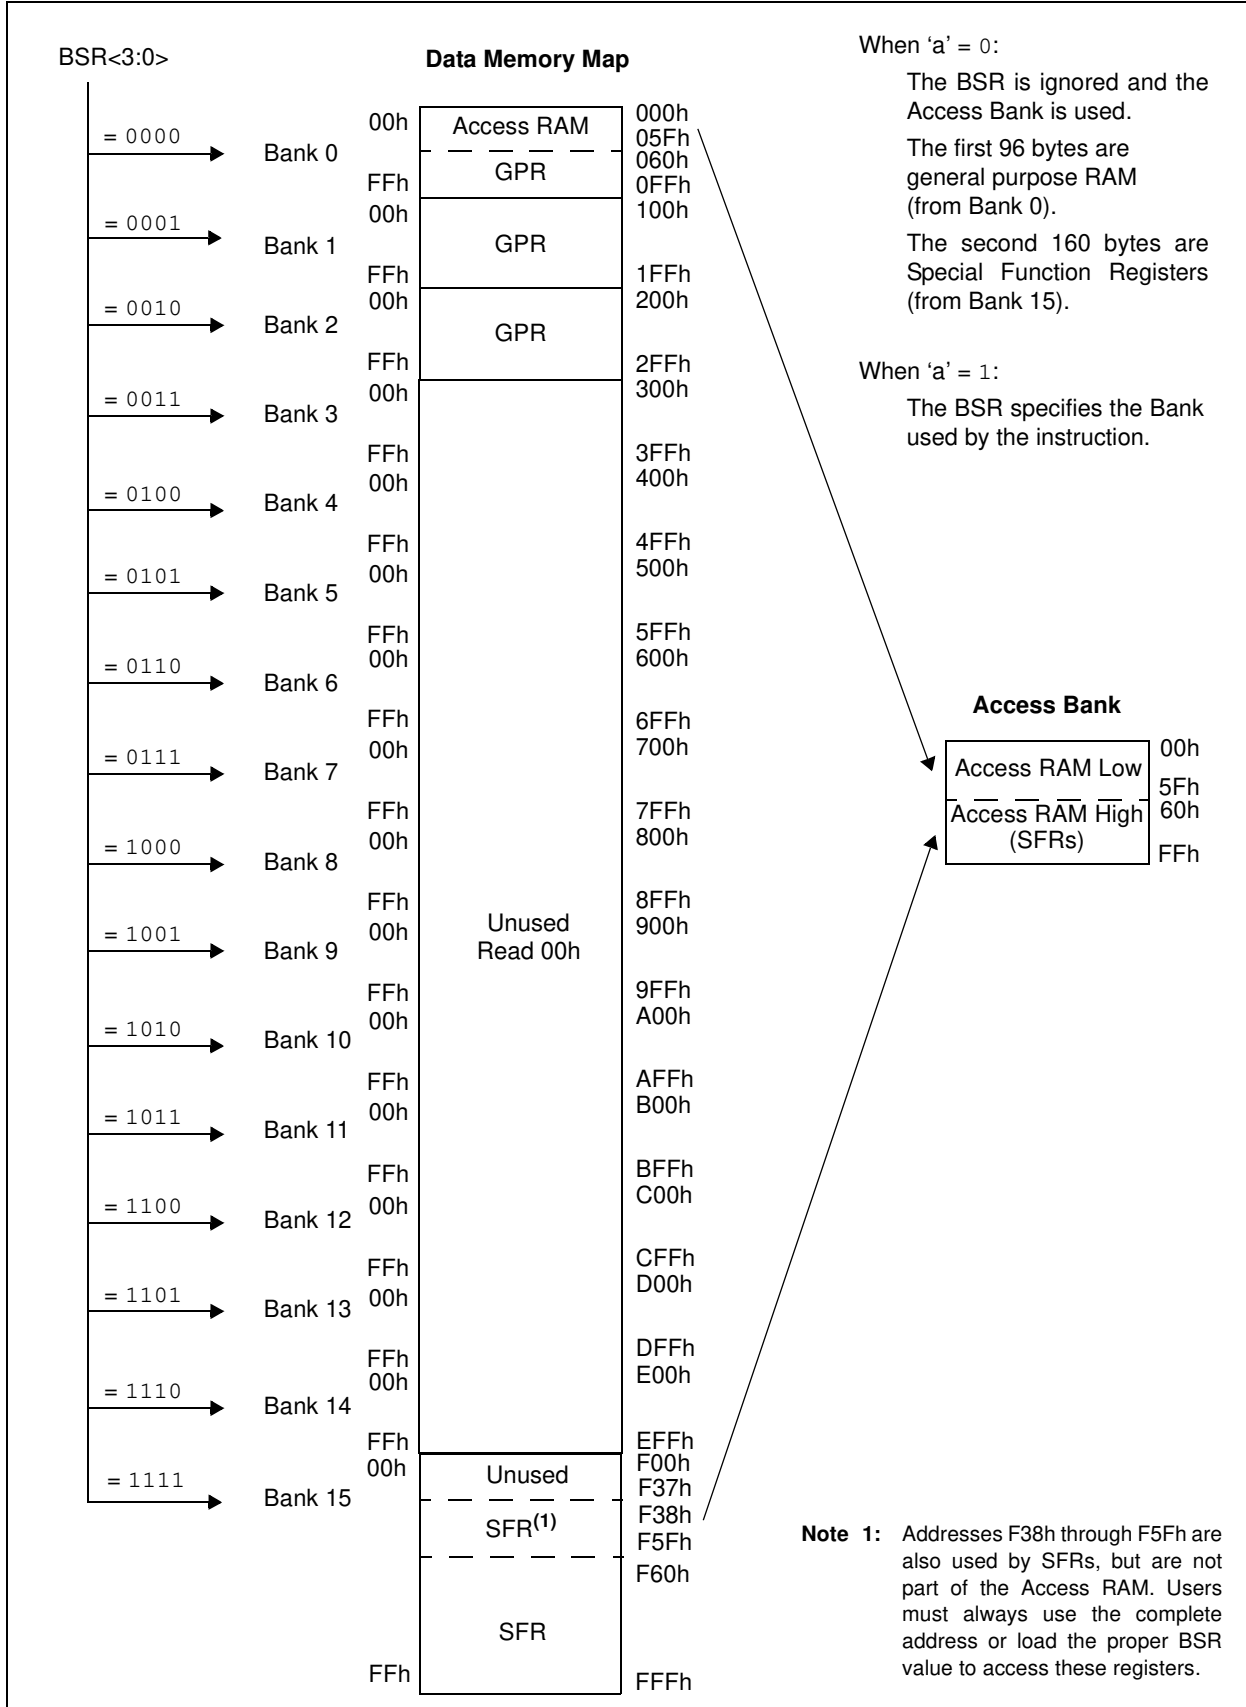 BSR<3:0>
Data Memory Map
When ‘a’ = 0:
The BSR is ignored and the
Access Bank is used.
The first 96 bytes are
general purpose RAM
(from Bank 0).
The second 160 bytes are
Special Function Registers
(from Bank 15).
When ‘a’ = 1:
The BSR specifies the Bank
used by the instruction.
= 0000
Bank 0
00h
FFh
Access RAM
GPR
000h
05Fh
060h
0FFh
= 0001
Bank 1
00h
FFh
GPR
100h
1FFh
= 0010
Bank 2
00h
FFh
GPR
200h
2FFh
= 0011
Bank 3
00h
FFh
300h
3FFh
= 0100
Bank 4
00h
FFh
400h
4FFh
= 0101
Bank 5
00h
FFh
500h
5FFh
= 0110
Bank 6
00h
FFh
600h
6FFh
= 0111
Bank 7
00h
FFh
700h
7FFh
= 1000
Bank 8
00h
FFh
800h
8FFh
= 1001
Bank 9
00h
FFh
Unused
Read 00h
900h
9FFh
= 1010
Bank 10
00h
FFh
A00h
AFFh
= 1011
Bank 11
00h
FFh
B00h
BFFh
= 1100
Bank 12
00h
FFh
C00h
CFFh
= 1101
Bank 13
00h
FFh
D00h
DFFh
= 1110
Bank 14
00h
FFh
E00h
EFFh
= 1111
Bank 15
00h
FFh
Unused
SFR(1)
SFR
F00h
F37h
F38h
F5Fh
F60h
FFFh
Access Bank
Access RAM Low
Access RAM High
(SFRs)
00h
5Fh
60h
FFh
Note 1: Addresses F38h through F5Fh are
also used by SFRs, but are not
part of the Access RAM. Users
must always use the complete
address or load the proper BSR
value to access these registers.